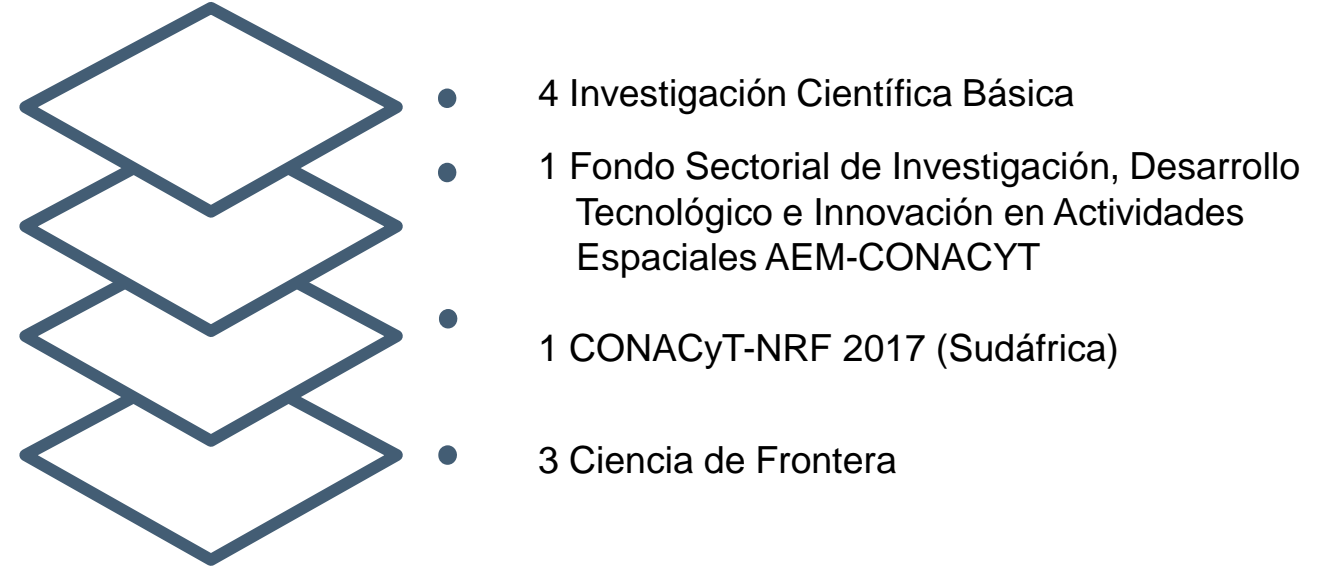 4 Investigación Científica Básica
1 Fondo Sectorial de Investigación, Desarrollo
Tecnológico e Innovación en Actividades
Espaciales AEM-CONACYT
1 CONACyT-NRF 2017 (Sudáfrica)
3 Ciencia de Frontera